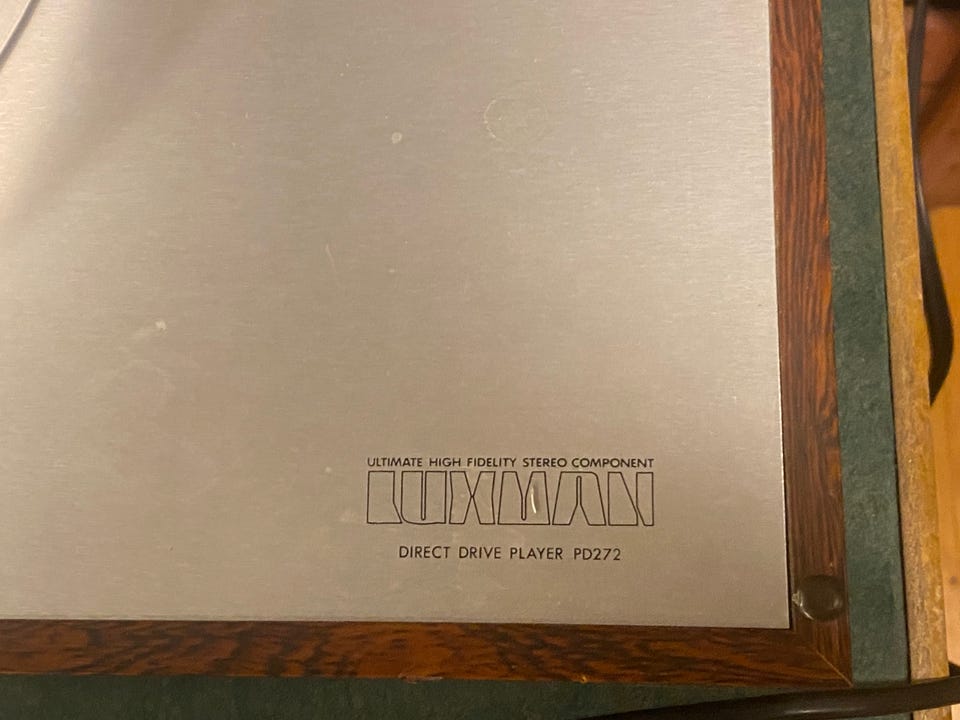 ULTIMATE HIGH FIDELITY STEREO COMPONENT
LUXMAN
DIRECT DRIVE PLAYER PD272